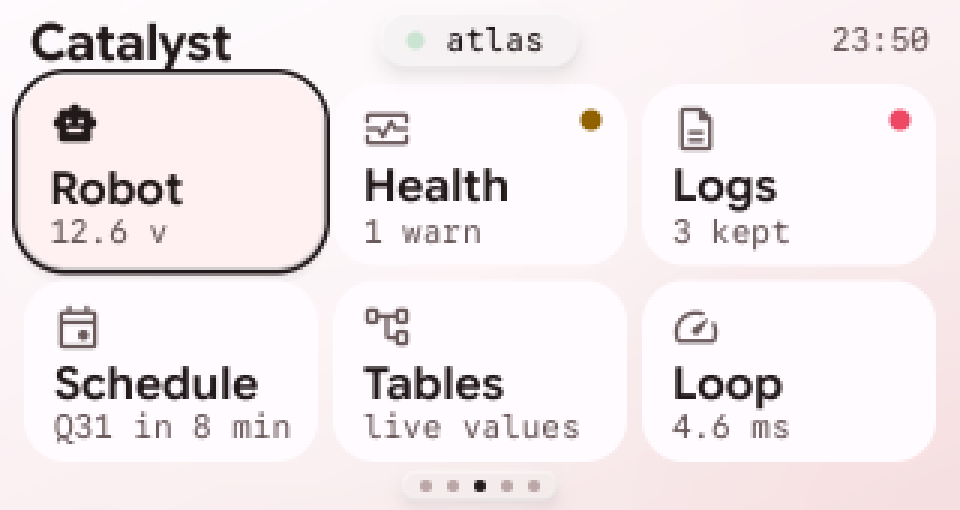 Catalyst
atlas
23:50
Robot
12.6 v
Health
1 warn
Logs
3 kept
Schedule
Q31 in 8 min
Tables
live values
Loop
4.6 ms